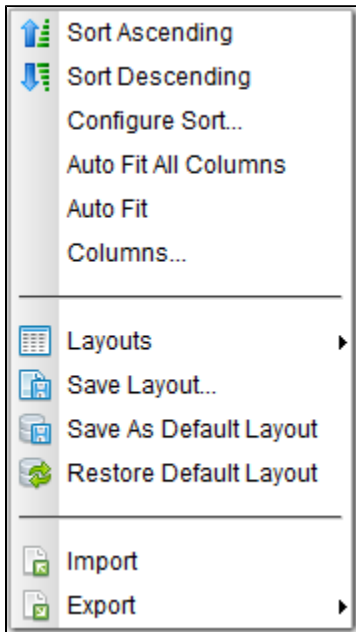 Sort Ascending
Sort Descending
Configure Sort...
Auto Fit All Columns
Auto Fit
Columns...
Layouts
Save Layout...
Save As Default Layout
Restore Default Layout
Import
Export